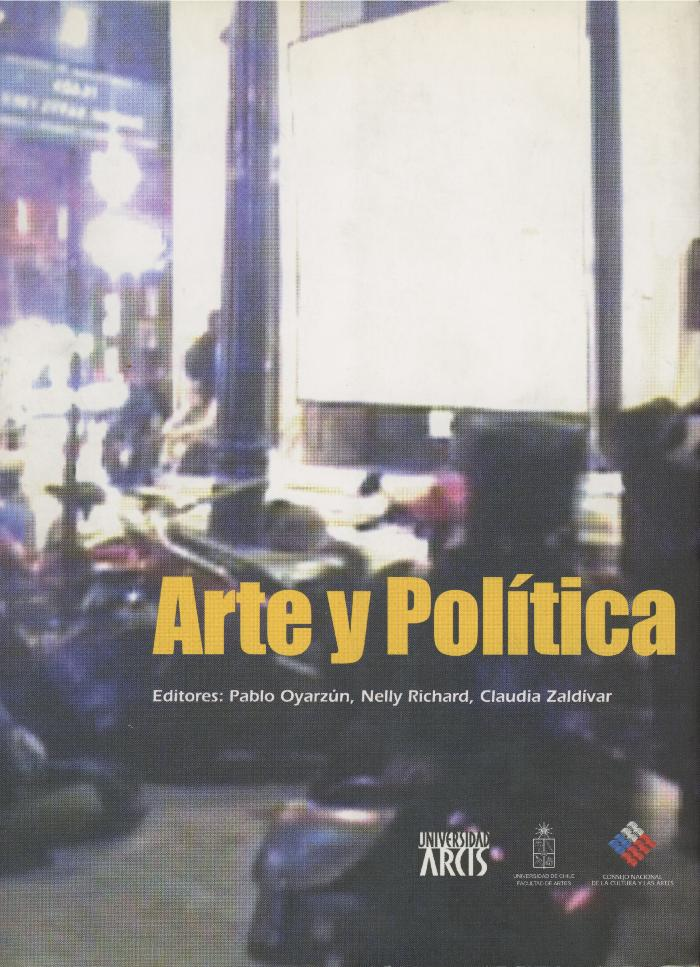 Arte y Política
Editores: Pablo Oyarzún, Nelly Richard, Claudia Zaldívar
UNIVERSIDAD
ARCIS
UNIVERSIDAD DE CHILE
FACULTAD DE ARTES
CONSEJO NACIONAL
DE LA CULTURA Y LAS ARTES